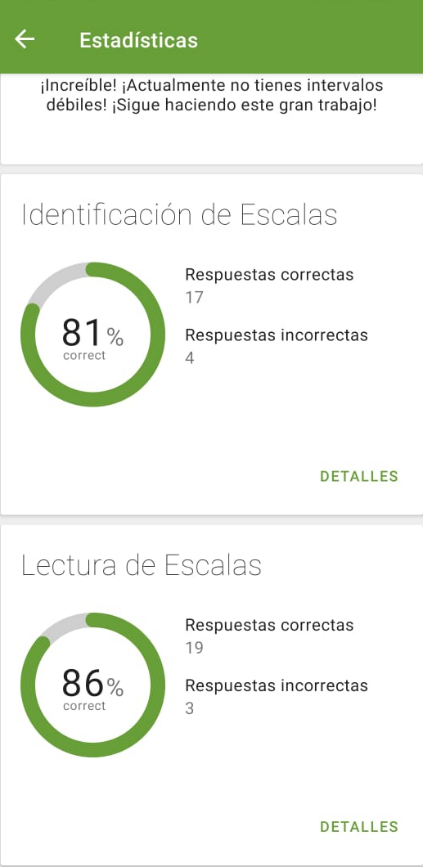 Estadísticas
¡Increíble! ¡Actualmente no tienes intervalos
débiles! ¡Sigue haciendo este gran trabajo!
Identificación de Escalas
81%
correct
Respuestas correctas
17
Respuestas incorrectas
4
DETALLES
Lectura de Escalas
86%
correct
Respuestas correctas
19
Respuestas incorrectas
3
DETALLES